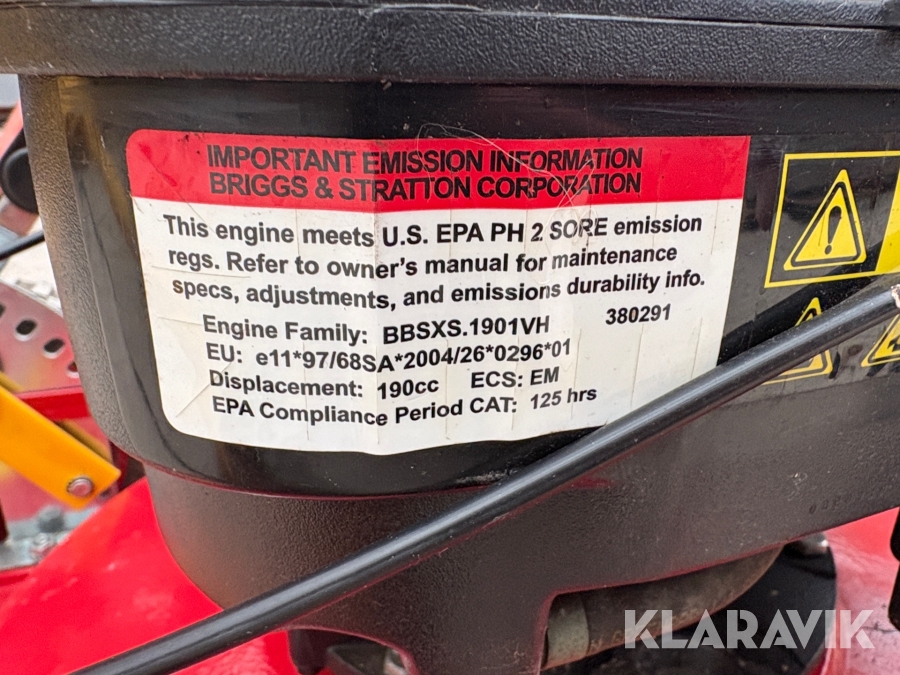 IMPORTANT EMISSION INFORMATION
BRIGGS & STRATTON CORPORATION
This engine meets U.S. EPA PH 2 SORE emission
regs. Refer to owner's manual for maintenance
specs, adjustments, and emissions durability info.
Engine Family: BBSXS.1901VH 380291
EU: e11*97/68SA*2004/26*0296*01
Displacement: 190cc ECS: EM
EPA Compliance Period CAT: 125 hrs
KLARAVIK